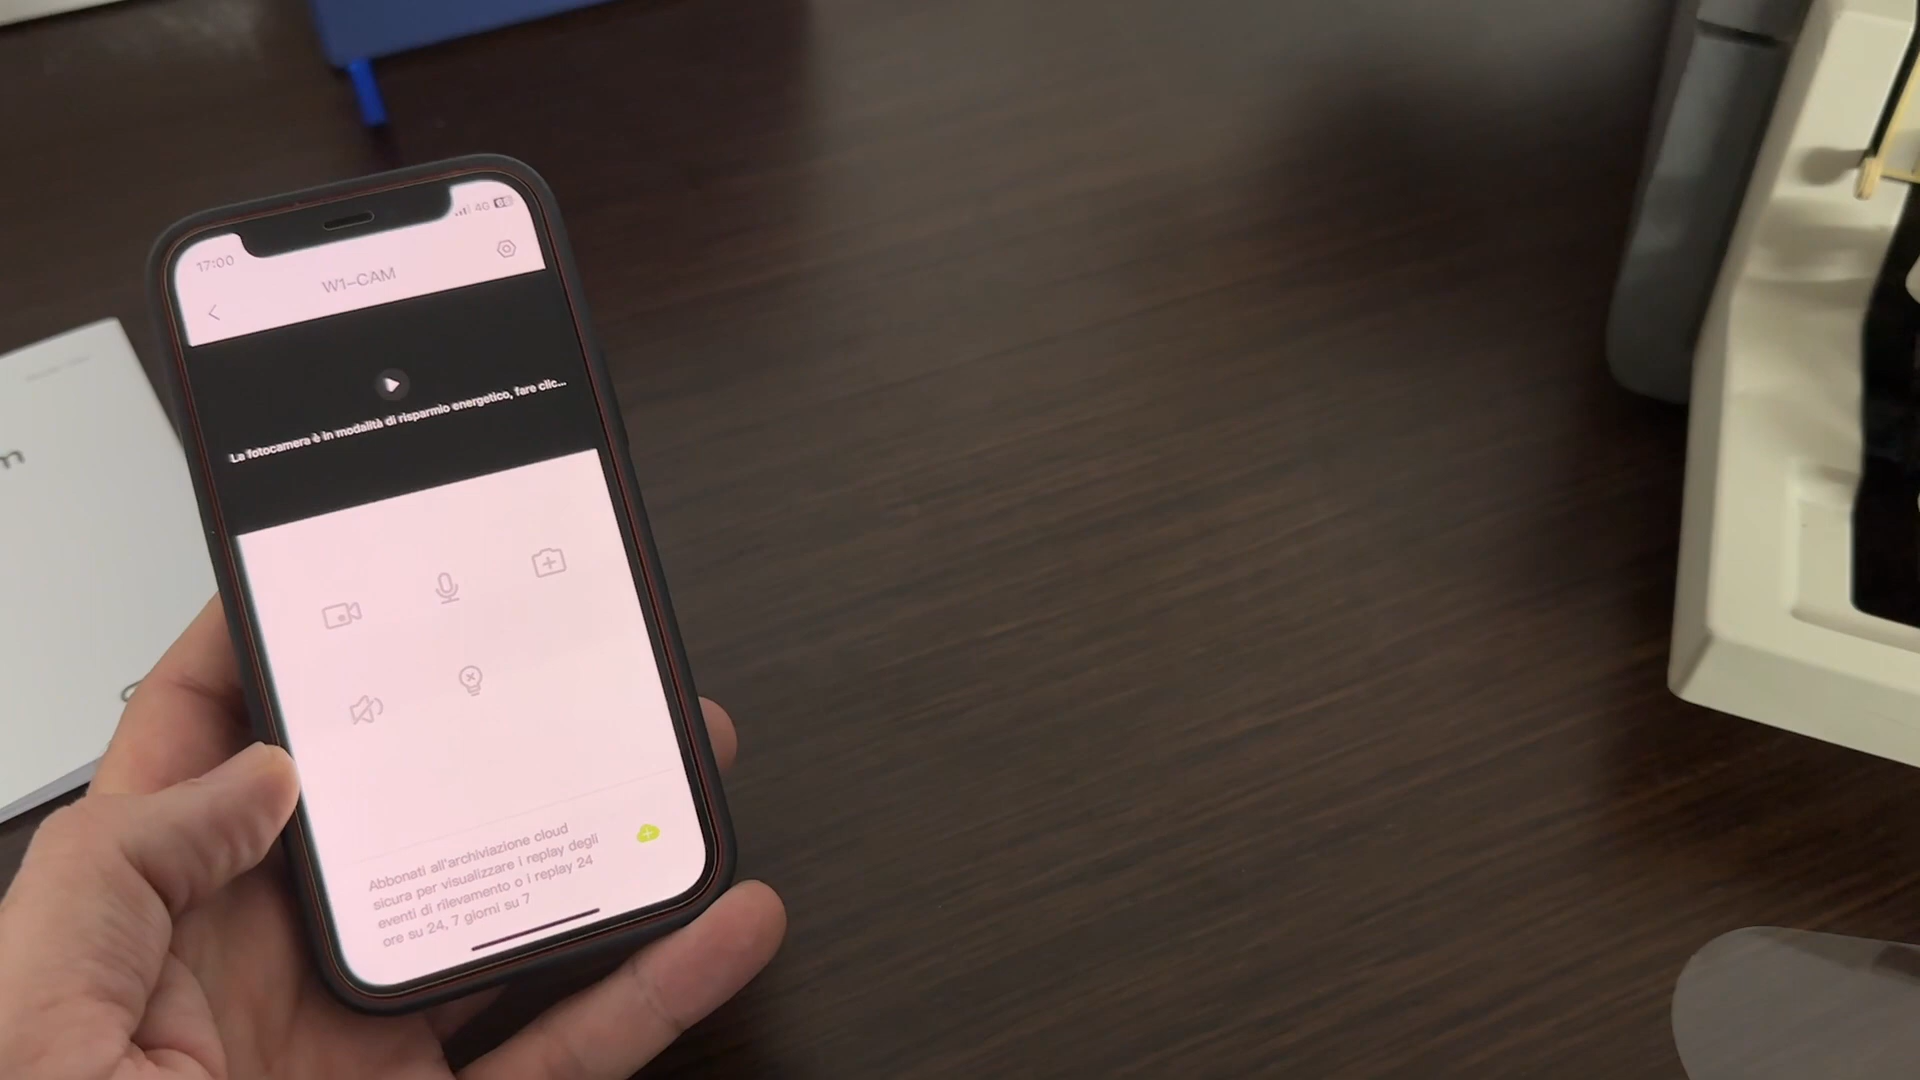 17:00
4G
W1-CAM
La fotocamera è in modalità di risparmio energetico, fare clic...
Abbonati all'archiviazione cloud
sicura per visualizzare i replay degli
eventi di rilevamento o i replay 24
ore su 24, 7 giorni su 7